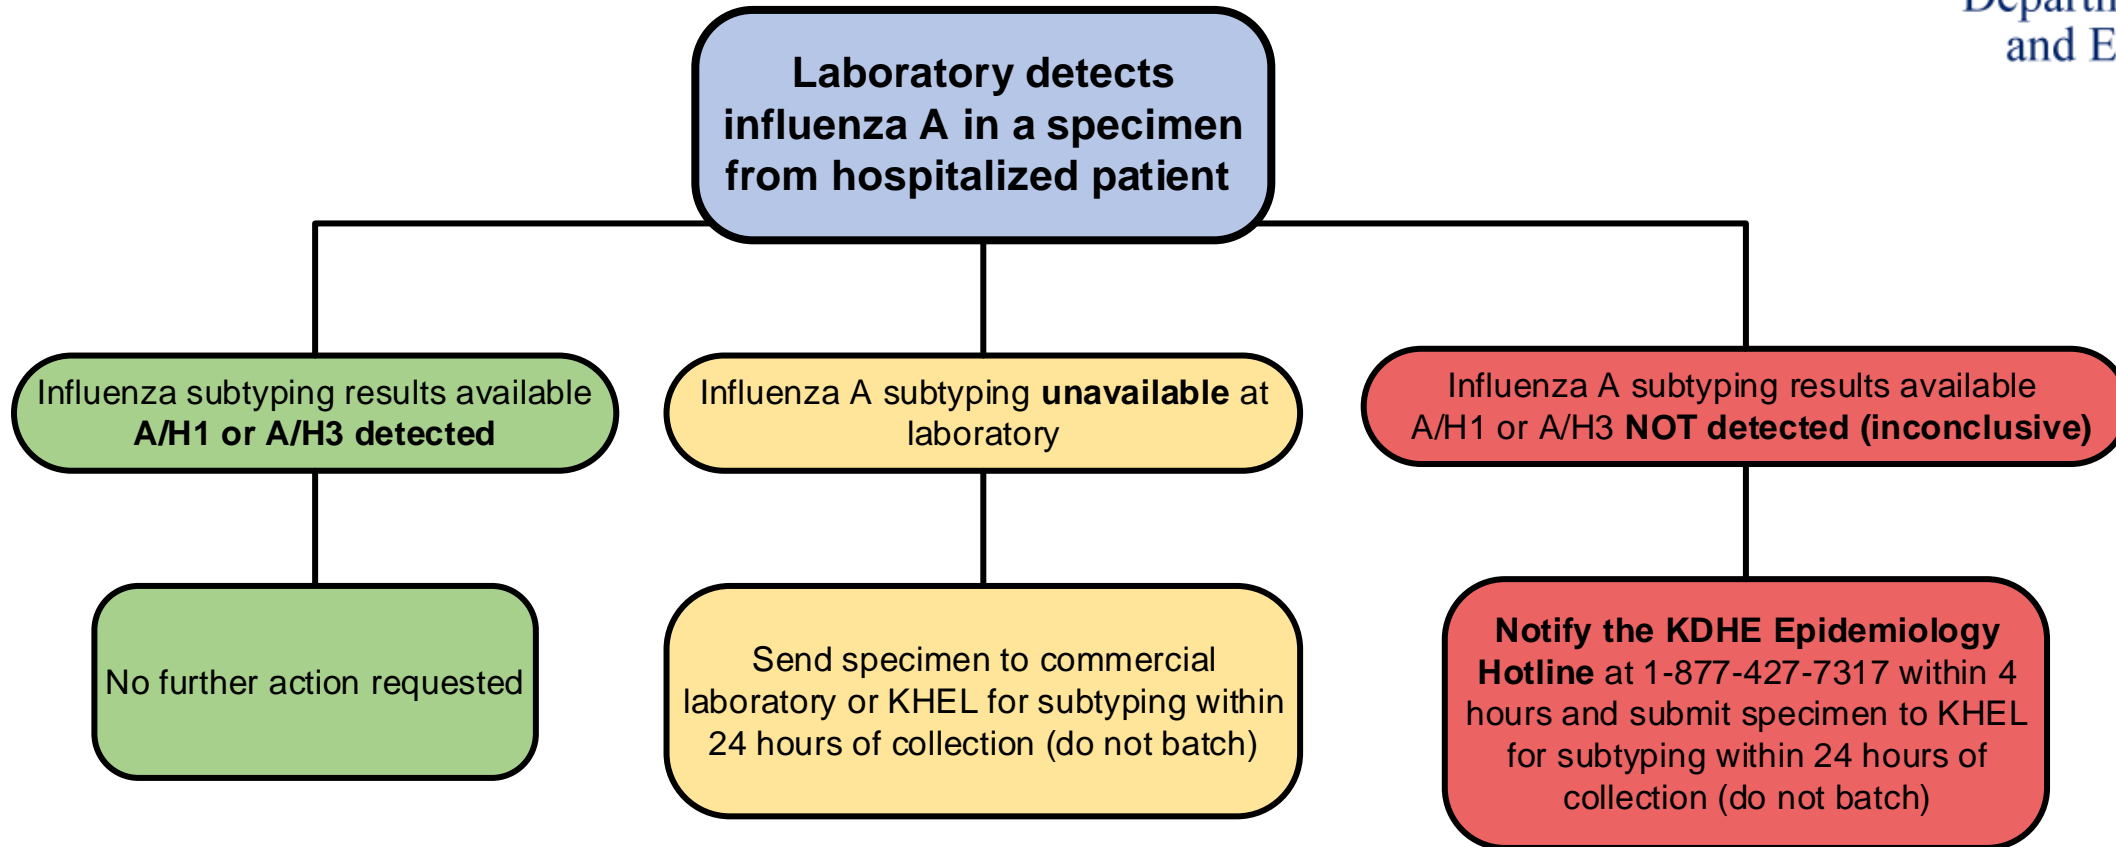 and E
Laboratory detects
influenza A in a specimen
from hospitalized patient
Influenza subtyping results available
A/H1 or A/H3 detected
Influenza A subtyping unavailable at
laboratory
Influenza A subtyping results available
A/H1 or A/H3 NOT detected (inconclusive)
No further action requested
Send specimen to commercial
laboratory or KHEL for subtyping within
24 hours of collection (do not batch)
Notify the KDHE Epidemiology
Hotline at 1-877-427-7317 within 4
hours and submit specimen to KHEL
for subtyping within 24 hours of
collection (do not batch)